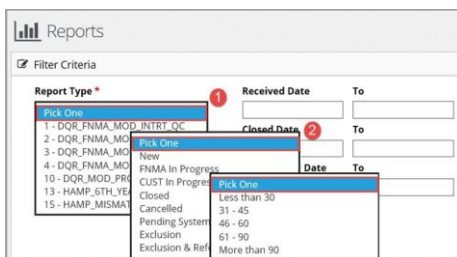 Reports
Filter Criteria
Report Type * 1 Received Date To
Pick One
1 - DQR_FNMA_MOD_INTRT_QC
Closed Date 2 To
2 - DQR_FNMA_MO
3 - DQR_FNMA_MO
4 - DQR_FNMA_MO
10 - DQR_MOD_PRO
13 - HAMP_6TH_YEA
15 - HAMP_MISMAT
Pick One
New
FNMA In Progress
CUST In Progres
Closed
Cancelled
Pending System
Exclusion
Exclusion & Ref
Date To
Pick One
Less than 30
31 - 45
46 - 60
61 - 90
More than 90